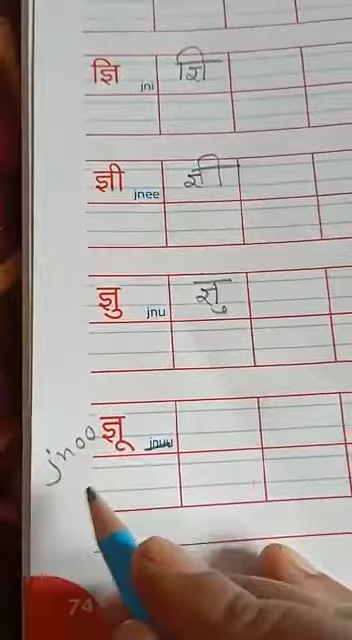 ज्ञि jni ज्ञि
ज्ञी jnee ज्ञी
ज्ञु jnu ज्ञु
jnoo ज्ञू jnuu
74